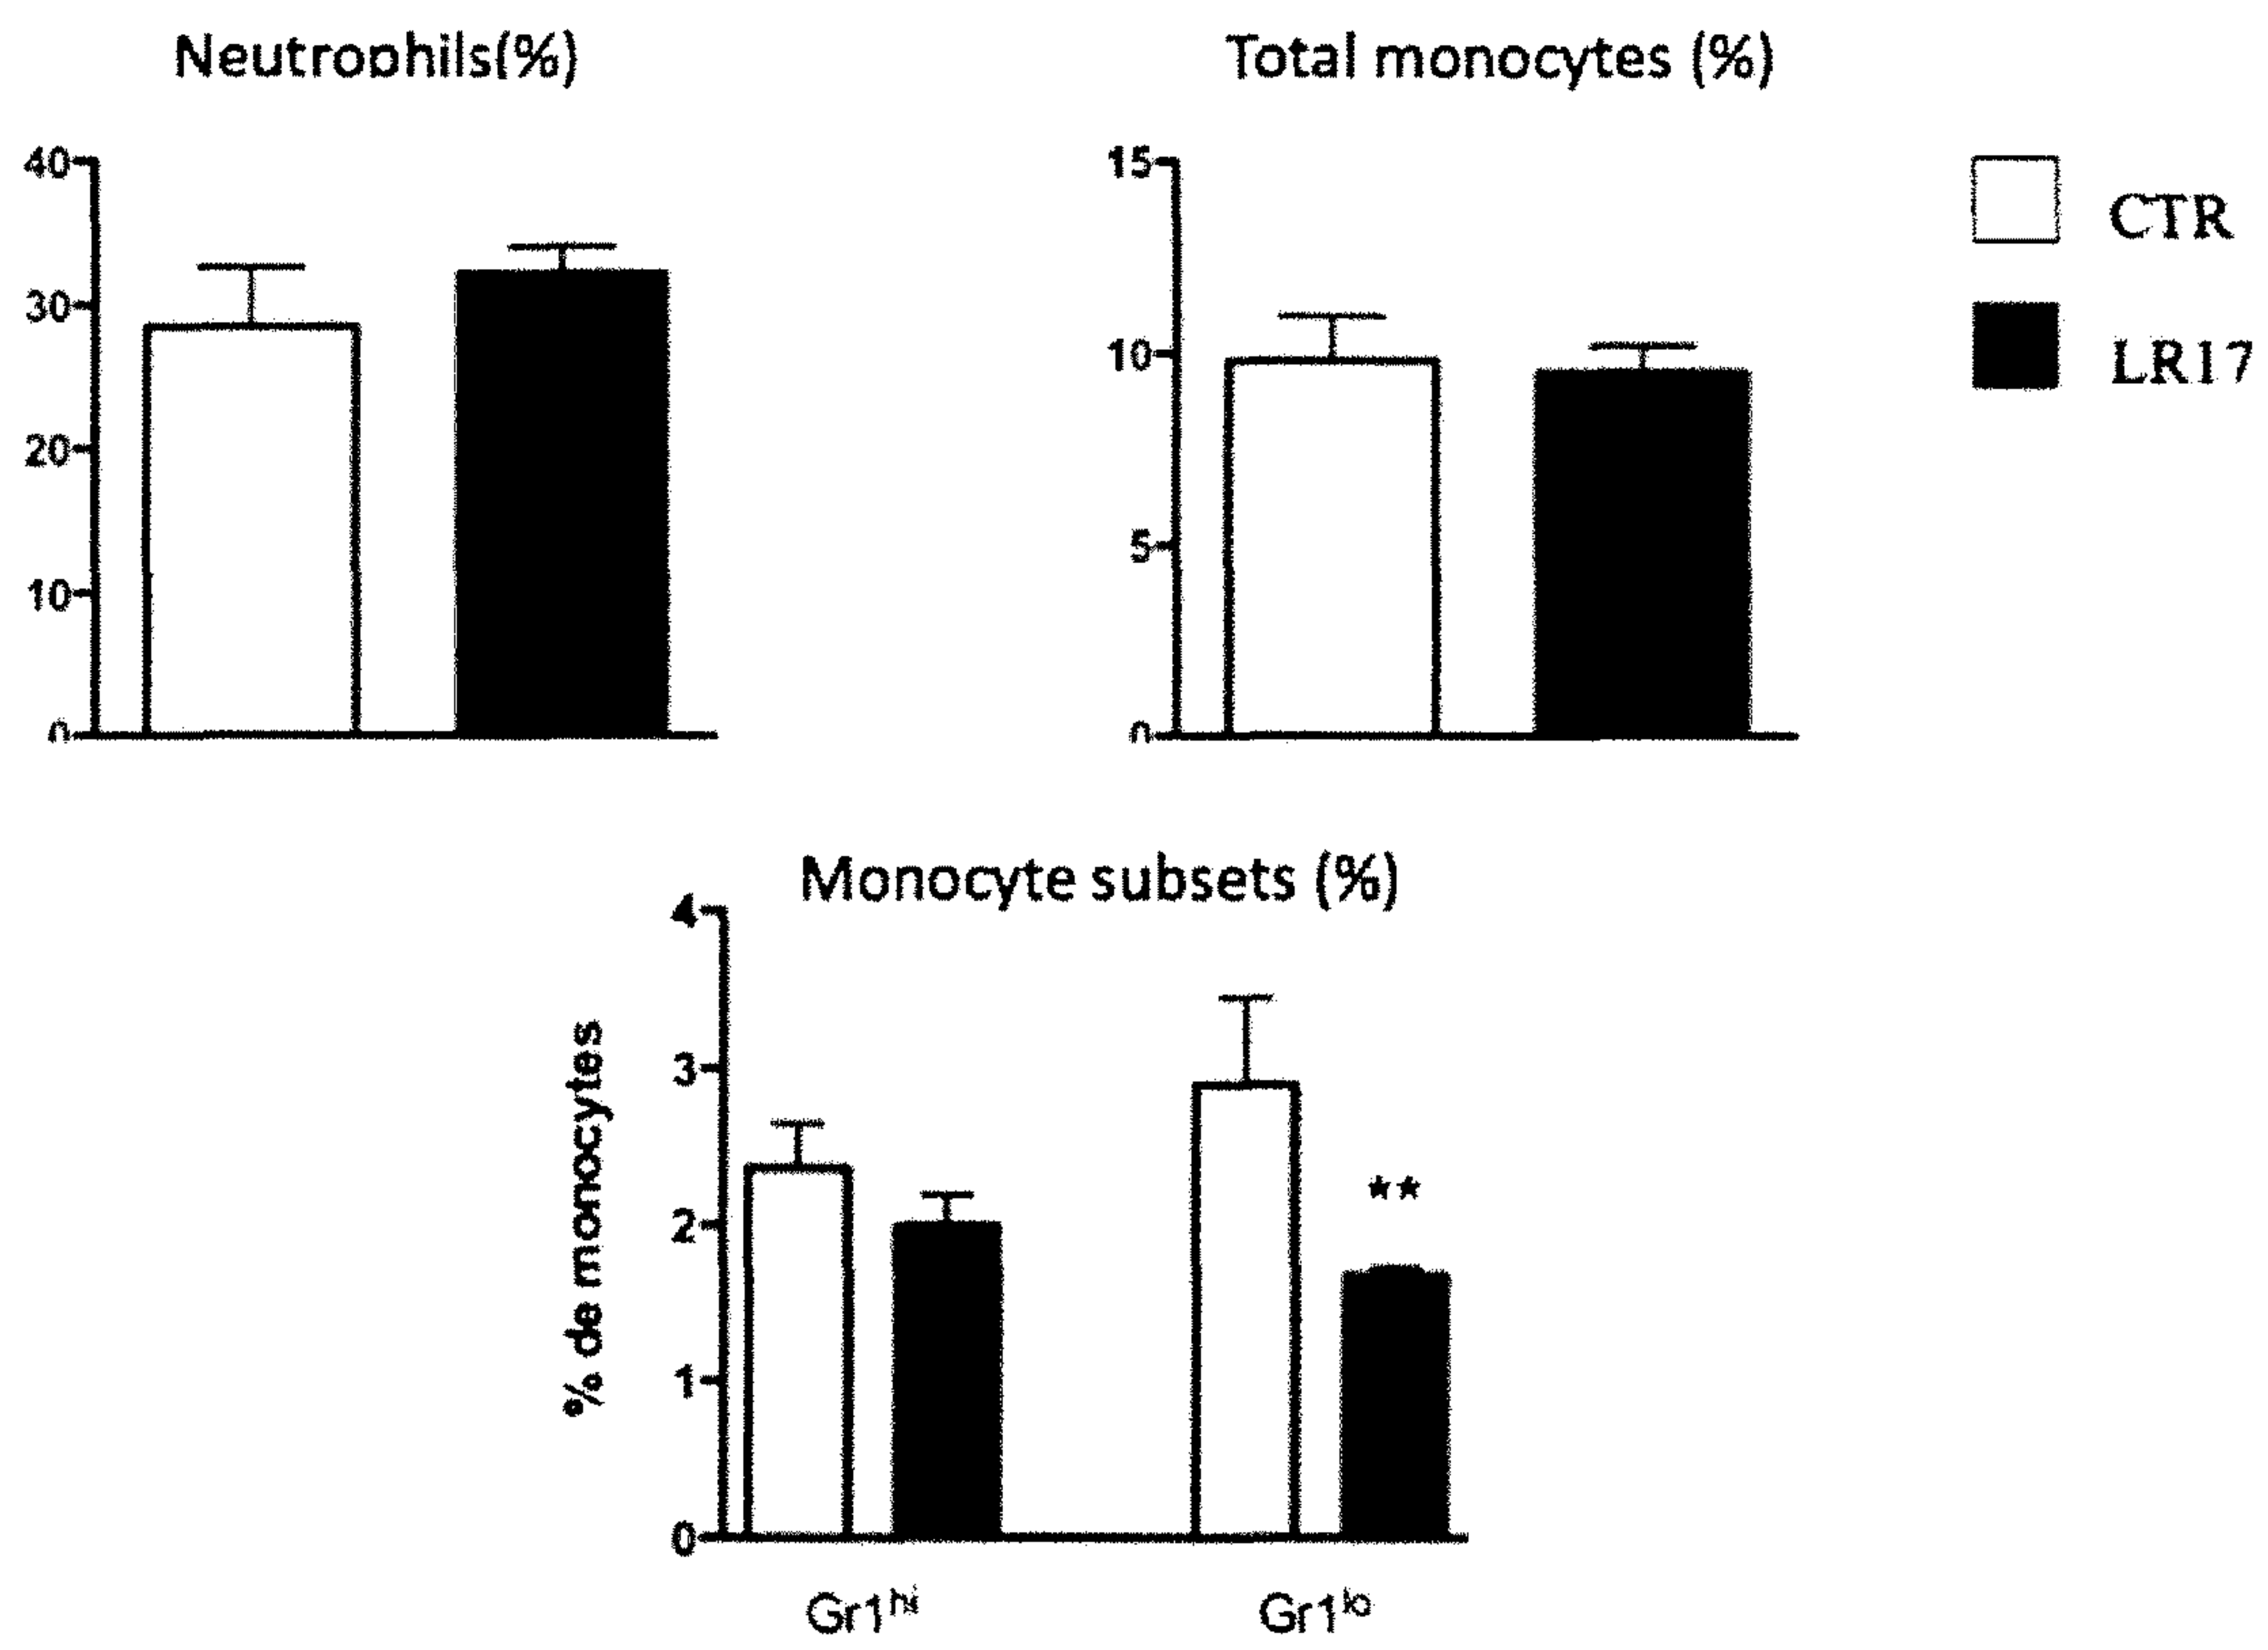 Neutrophils(%)
40
30
20
10
0
Total monocytes (%)
15
10
5
0
CTR
LR17
Monocyte subsets (%)
% de monocytes
4
3
2
1
0
**
Gr1hi
Gr1lo